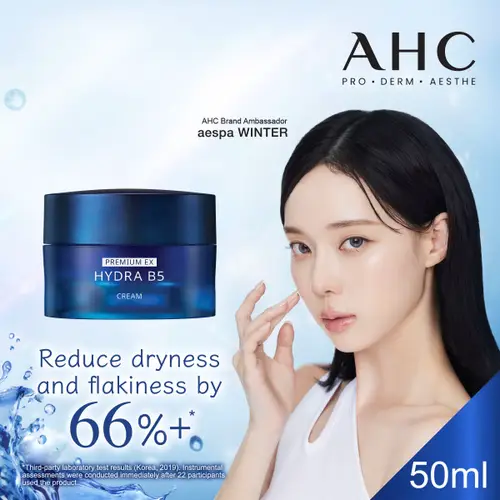 AHC
PRO • DERM • AESTHE
AHC Brand Ambassador
aespa WINTER
PREMIUM EX
HYDRA B5
CREAM
Reduce dryness
and flakiness by
66%+*
*Third-party laboratory test results (Korea, 2019). Instrumental
assessments were conducted immediately after 22 participants
used the product.
50ml